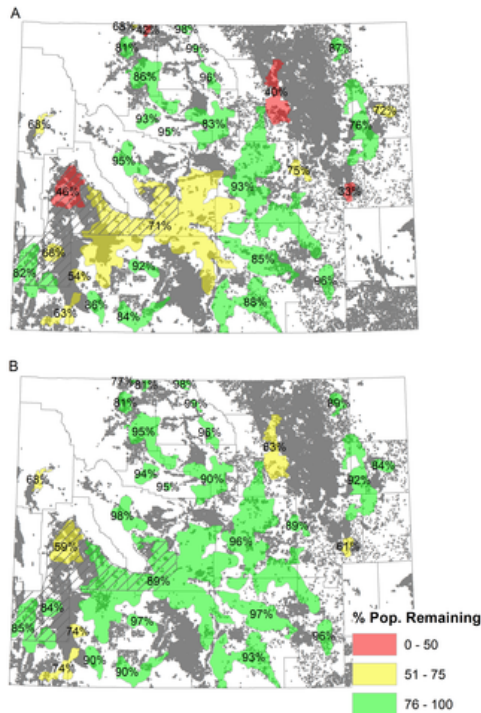 A
68% 42% 98%
81% 99% 87%
86% 96%
40%
72%
93% 83% 76%
68% 95%
95% 75%
46% 93% 33%
71%
68%
82% 54% 92% 85%
96%
63% 86% 84% 88%
B
77% 81% 98%
81% 99% 89%
95% 96%
63%
84%
94% 90% 92%
68% 95%
98% 89%
59% 96% 61%
89%
84%
85% 74% 97% 97%
96%
74% 90% 90% 93%
% Pop. Remaining
0 - 50
51 - 75
76 - 100